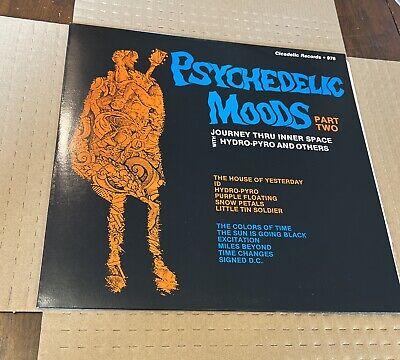 Cicadelic Records • 976
PSYCHEDELIC
MOODS PART
TWO
JOURNEY THRU INNER SPACE
WITH HYDRO-PYRO AND OTHERS
THE HOUSE OF YESTERDAY
ID
HYDRO-PYRO
PURPLE FLOATING
SNOW PETALS
LITTLE TIN SOLDIER
THE COLORS OF TIME
THE SUN IS GOING BLACK
EXCITATION
MILES BEYOND
TIME CHANGES
SIGNED D.C.